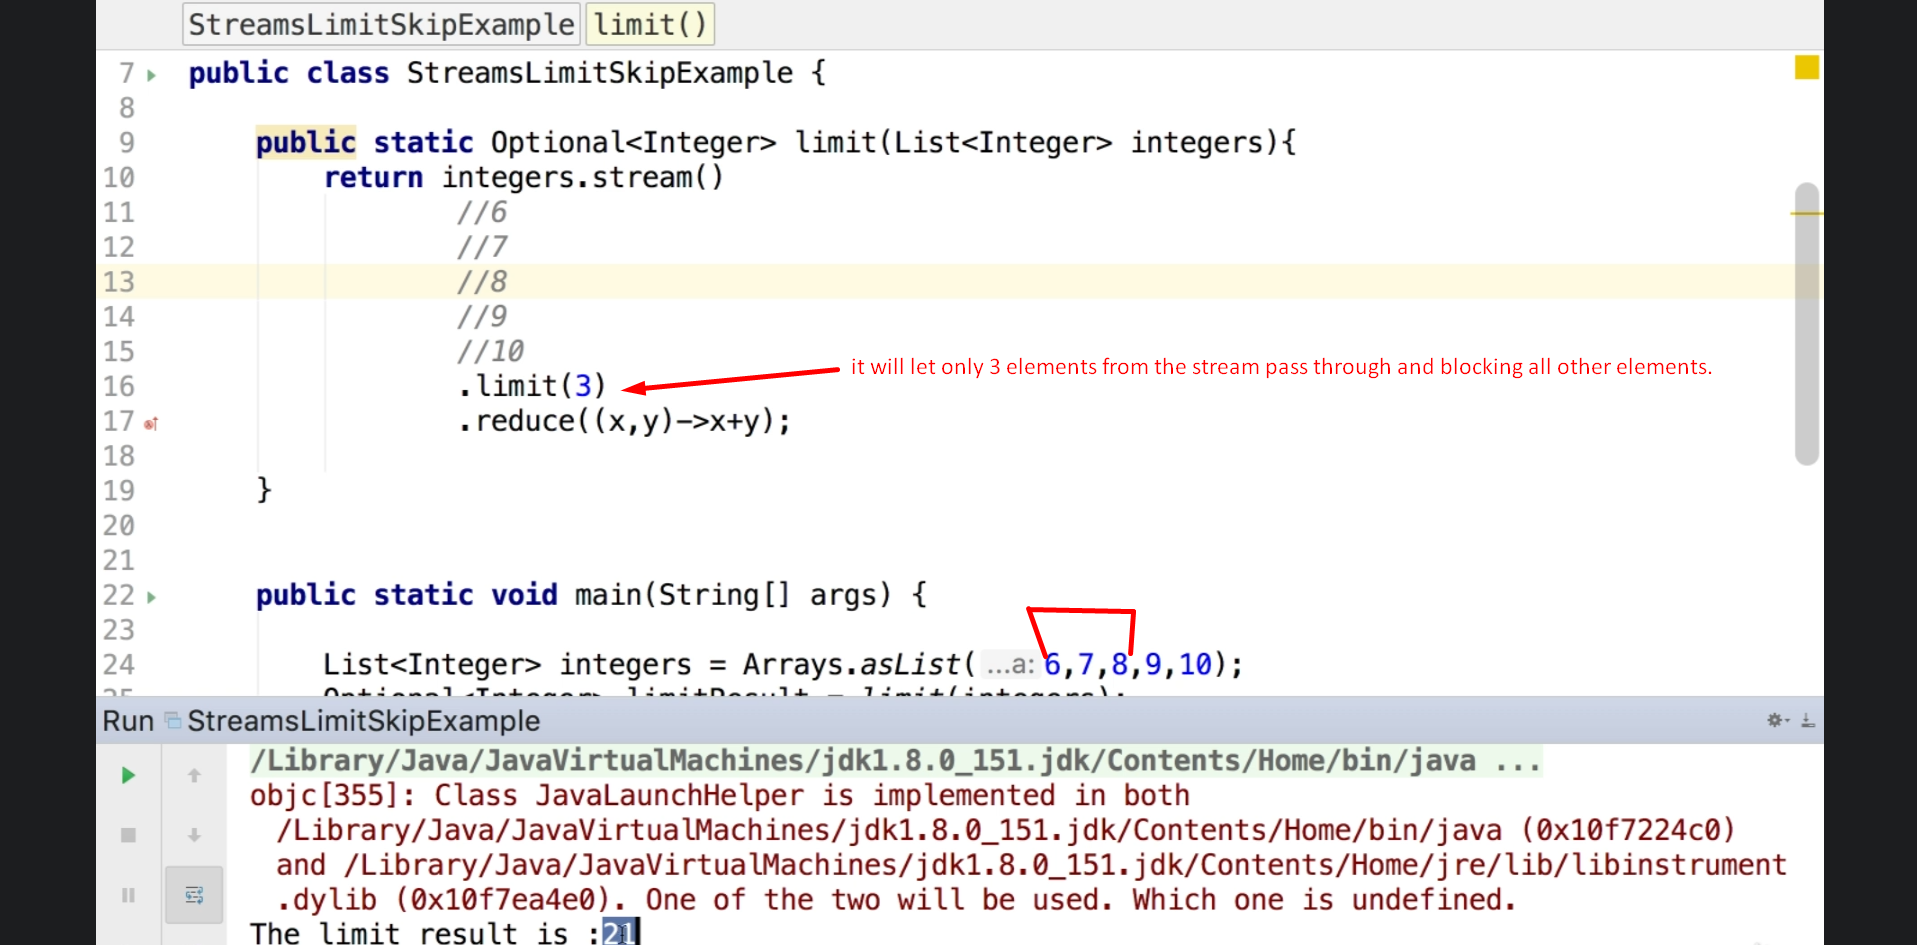 StreamsLimitSkipExample limit()
7 public class StreamsLimitSkipExample {
8
9 public static Optional<Integer> limit(List<Integer> integers){
10 return integers.stream()
11 //6
12 //7
13 //8
14 //9
15 //10
it will let only 3 elements from the stream pass through and blocking all other elements.
16 .limit(3)
17 .reduce((x,y)->x+y);
18
19 }
20
21
22 public static void main(String[] args) {
23
24 List<Integer> integers = Arrays.asList( ...a: 6,7,8,9,10);
25 Optional<Integer> limitResult = limit(integers);
Run StreamsLimitSkipExample
/Library/Java/JavaVirtualMachines/jdk1.8.0_151.jdk/Contents/Home/bin/java ...
objc[355]: Class JavaLaunchHelper is implemented in both
/Library/Java/JavaVirtualMachines/jdk1.8.0_151.jdk/Contents/Home/bin/java (0x10f7224c0)
and /Library/Java/JavaVirtualMachines/jdk1.8.0_151.jdk/Contents/Home/jre/lib/libinstrument
.dylib (0x10f7ea4e0). One of the two will be used. Which one is undefined.
The limit result is :21